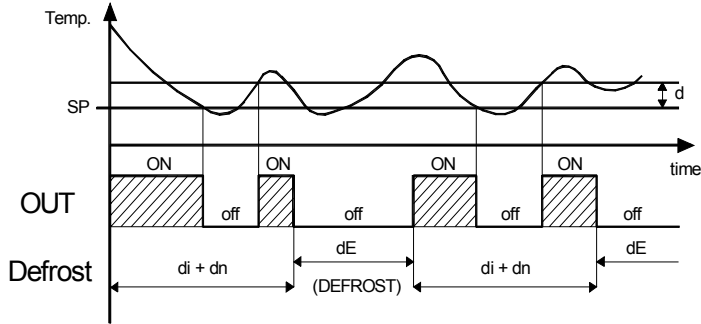 Temp.
SP
d
time
ON
ON
ON
ON
OUT
off
off
off
off
dE
dE
Defrost
di + dn
(DEFROST)
di + dn